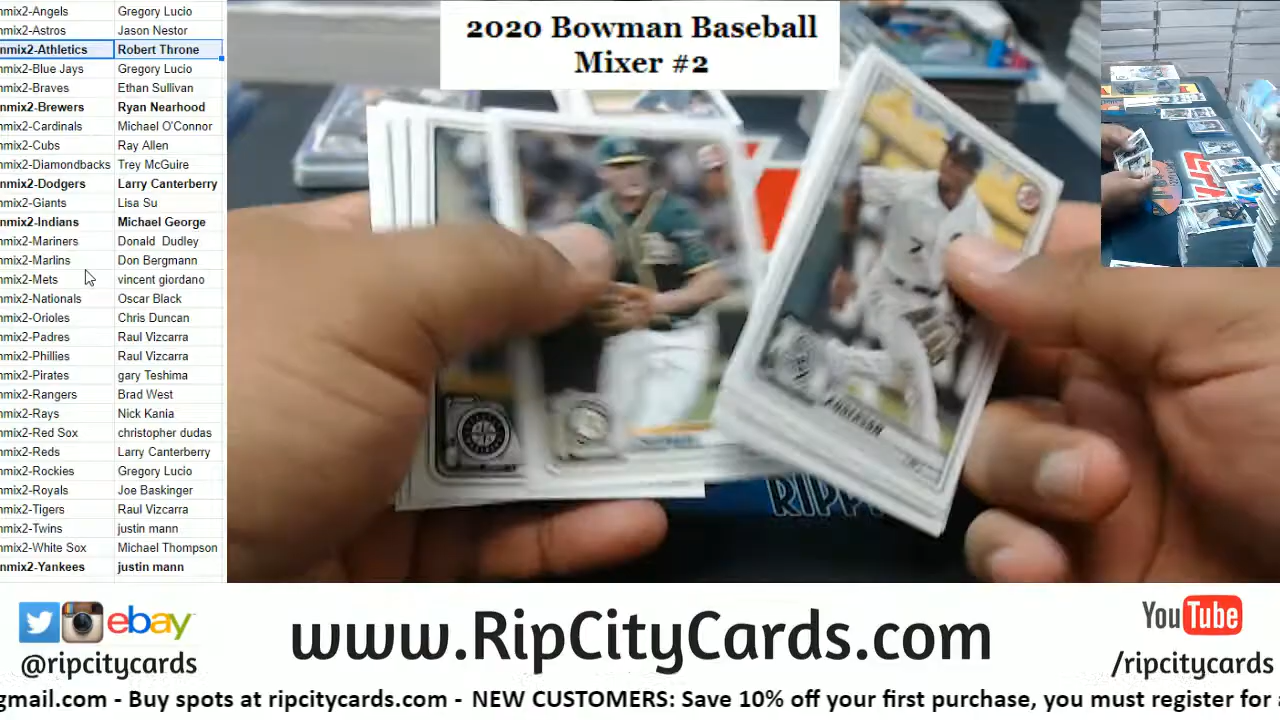 nmix2-Angels Gregory Lucio
nmix2-Astros Jason Nestor
nmix2-Athletics Robert Throne
nmix2-Blue Jays Gregory Lucio
nmix2-Braves Ethan Sullivan
nmix2-Brewers Ryan Nearhood
nmix2-Cardinals Michael O'Connor
nmix2-Cubs Ray Allen
nmix2-Diamondbacks Trey McGuire
nmix2-Dodgers Larry Canterberry
nmix2-Giants Lisa Su
nmix2-Indians Michael George
nmix2-Mariners Donald Dudley
nmix2-Marlins Don Bergmann
nmix2-Mets vincent giordano
nmix2-Nationals Oscar Black
nmix2-Orioles Chris Duncan
nmix2-Padres Raul Vizcarra
nmix2-Phillies Raul Vizcarra
nmix2-Pirates gary Teshima
nmix2-Rangers Brad West
nmix2-Rays Nick Kania
nmix2-Red Sox christopher dudas
nmix2-Reds Larry Canterberry
nmix2-Rockies Gregory Lucio
nmix2-Royals Joe Baskinger
nmix2-Tigers Raul Vizcarra
nmix2-Twins justin mann
nmix2-White Sox Michael Thompson
nmix2-Yankees justin mann
2020 Bowman Baseball
Mixer #2
ANDERSON
RIPP
ebay
@ripcitycards
www.RipCityCards.com
YouTube
/ripcitycards
gmail.com - Buy spots at ripcitycards.com - NEW CUSTOMERS: Save 10% off your first purchase, you must register for a